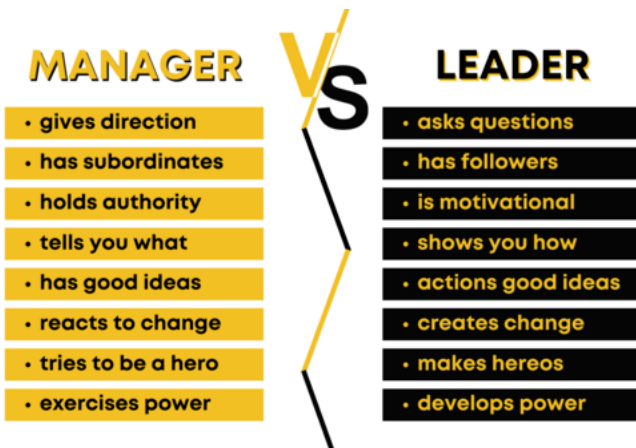 MANAGER
VS
LEADER
• gives direction
• has subordinates
• holds authority
• tells you what
• has good ideas
• reacts to change
• tries to be a hero
• exercises power
• asks questions
• has followers
• is motivational
• shows you how
• actions good ideas
• creates change
• makes hereos
• develops power